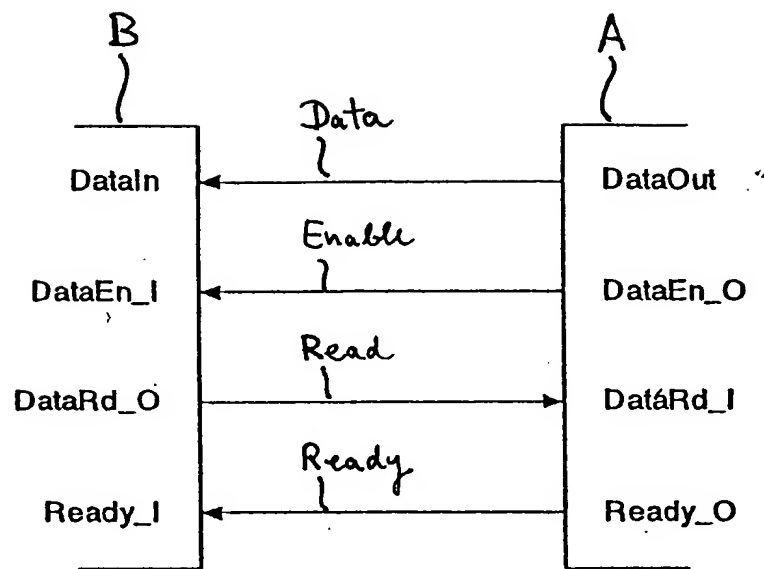 B A
Data
DataIn DataOut
Enable
DataEn_I DataEn_O
Read
DataRd_O DatáRd_I
Ready
Ready_I Ready_O